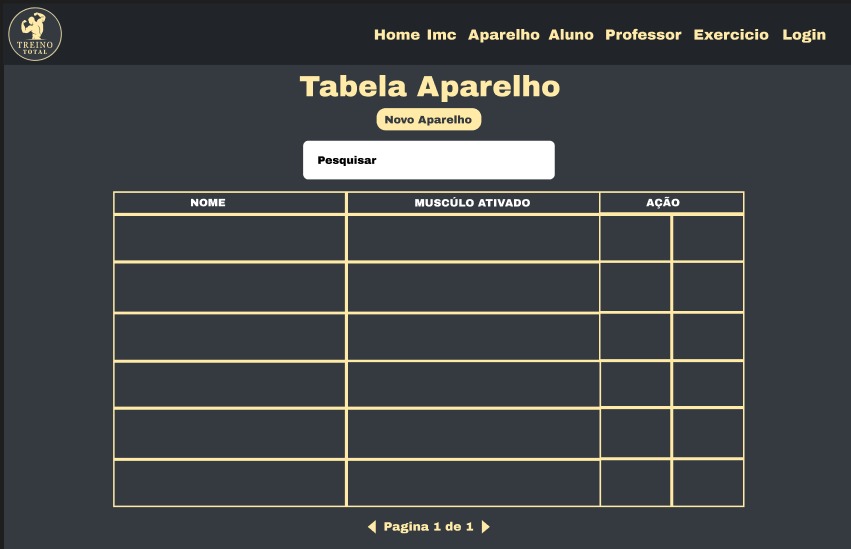 TREINO
TOTAL
Home Imc Aparelho Aluno Professor Exercicio Login
Tabela Aparelho
Novo Aparelho
Pesquisar
NOME MUSCÚLO ATIVADO AÇÃO
Pagina 1 de 1